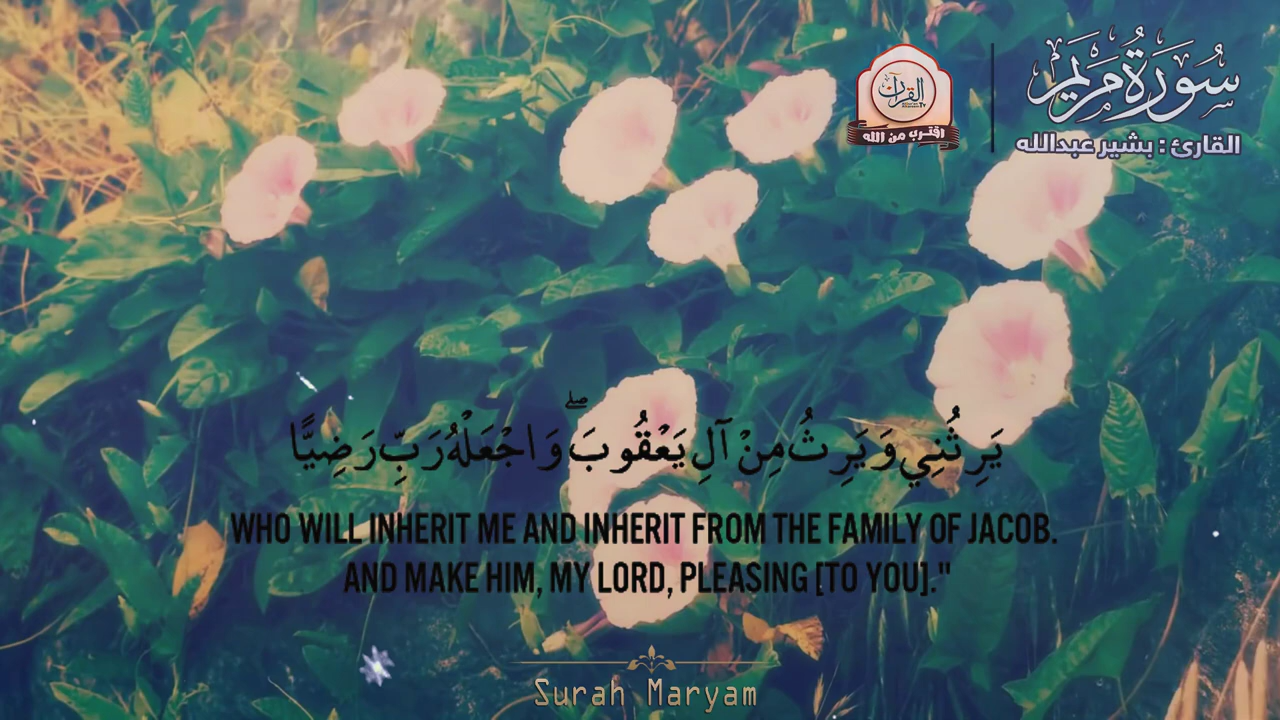 سُورَةُ مَرْيَم
القارئ : بشير عبدالله
القرآن
اقترب من الله
يَرِثُنِي وَيَرِثُ مِنْ آلِ يَعْقُوبَ ۖ وَاجْعَلْهُ رَبِّ رَضِيًّا
WHO WILL INHERIT ME AND INHERIT FROM THE FAMILY OF JACOB.
AND MAKE HIM, MY LORD, PLEASING [TO YOU]."
Surah Maryam